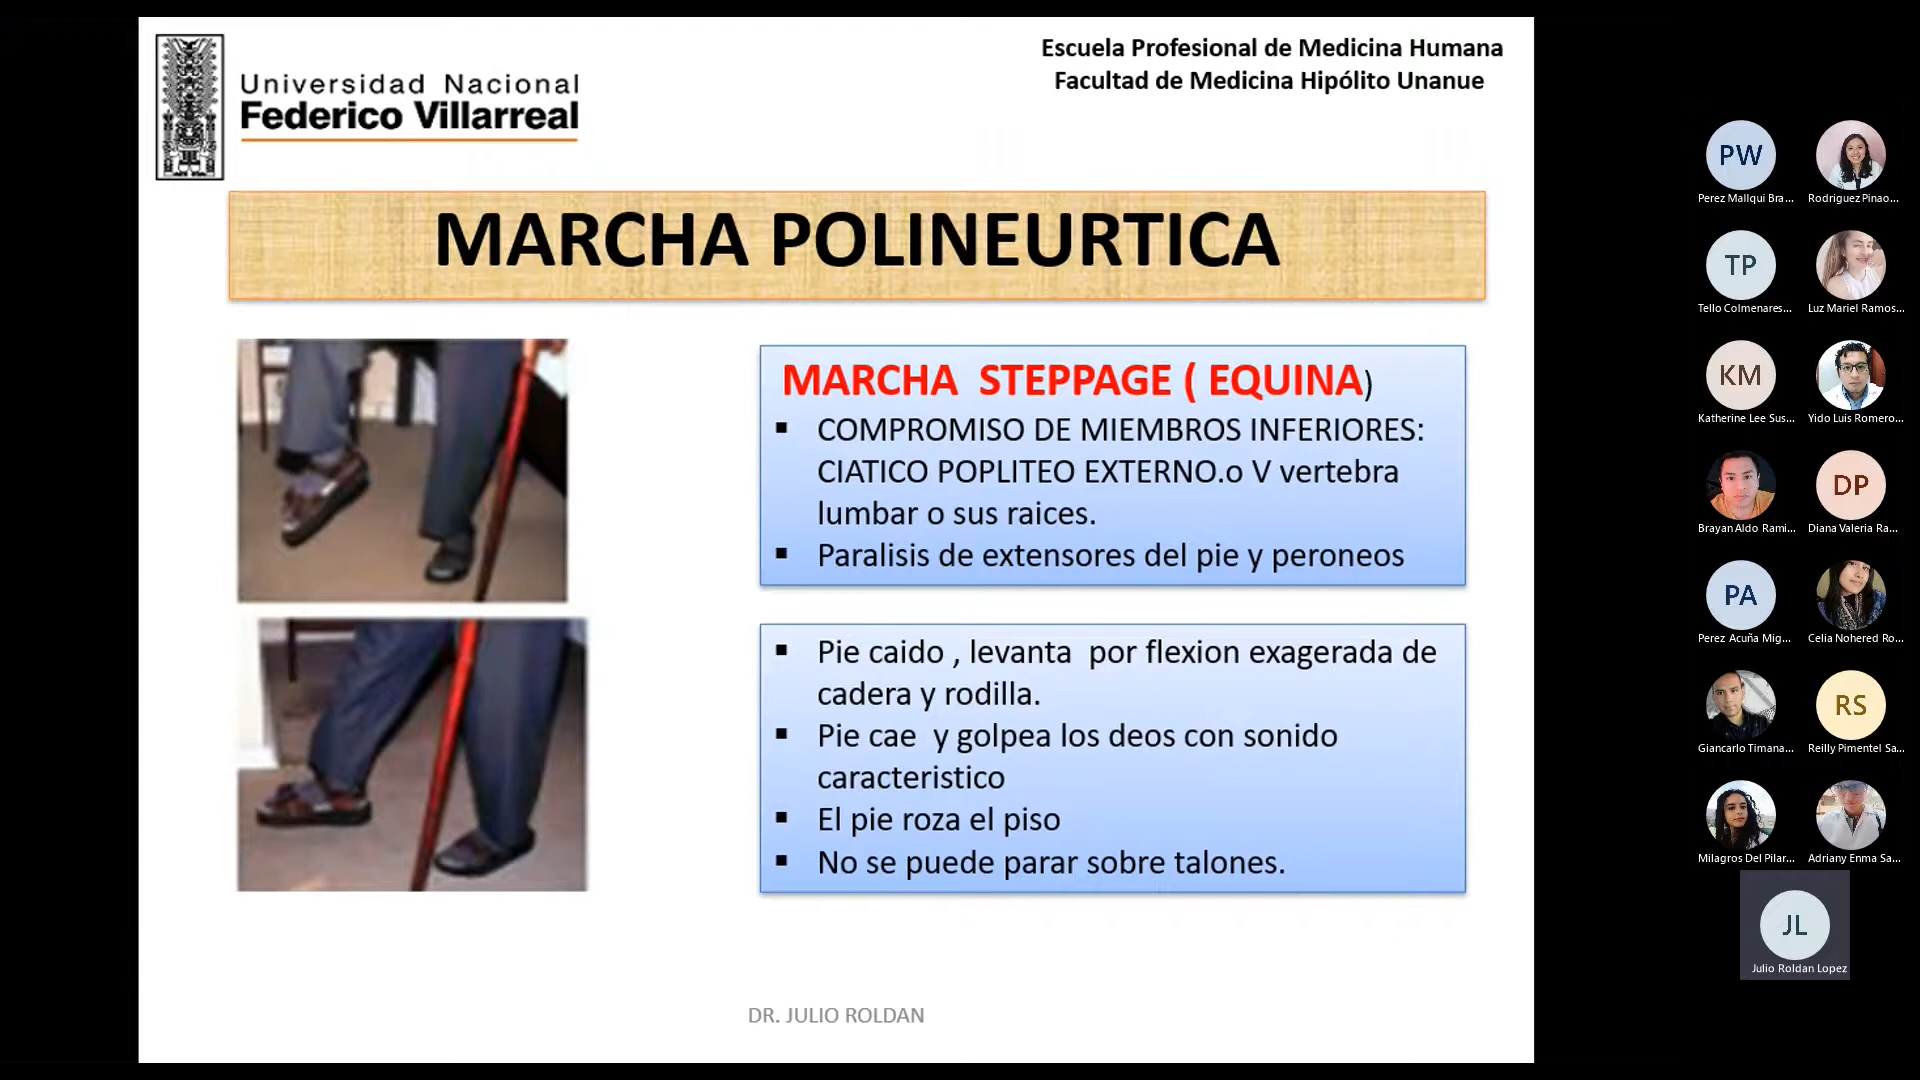 Universidad Nacional
Federico Villarreal
Escuela Profesional de Medicina Humana
Facultad de Medicina Hipólito Unanue
MARCHA POLINEURTICA
MARCHA STEPPAGE ( EQUINA)
▪ COMPROMISO DE MIEMBROS INFERIORES:
CIATICO POPLITEO EXTERNO.o V vertebra
lumbar o sus raices.
▪ Paralisis de extensores del pie y peroneos
▪ Pie caido , levanta por flexion exagerada de
cadera y rodilla.
▪ Pie cae y golpea los deos con sonido
caracteristico
▪ El pie roza el piso
▪ No se puede parar sobre talones.
DR. JULIO ROLDAN
PW
Perez Mallqui Bra...
Rodriguez Pinao...
TP
Tello Colmenares...
Luz Mariel Ramos...
KM
Katherine Lee Sus...
Yido Luis Romero...
Brayan Aldo Rami...
DP
Diana Valeria Ra...
PA
Perez Acuña Mig...
Celia Nohered Ro...
Giancarlo Timana...
RS
Reilly Pimentel Sa...
Milagros Del Pilar...
Adriany Enma Sa...
JL
Julio Roldan Lopez